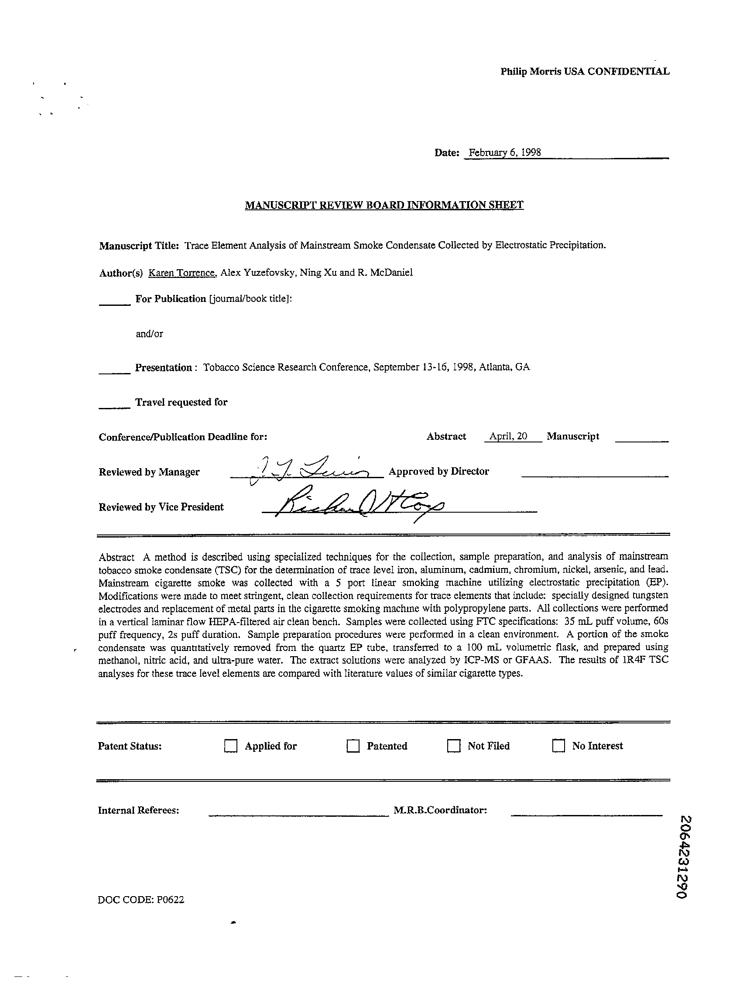 Philip Morris USA CONFIDENTIAL
Date: February 6, 1998
MANUSCRIPT REVIEW BOARD INFORMATION SHEET
Manuscript Title: Trace Element Analysis of Mainstream Smoke Condensate Collected by Electrostatic Precipitation.
Author(s) Karen Torrence, Alex Yuzefovsky, Ning Xu and R. McDaniel
For Publication [journal/book title]:
and/or
Presentation : Tobacco Science Research Conference, September 13-16, 1998, Atlanta, GA
Travel requested for
Conference/Publication Deadline for: Abstract April, 20 Manuscript
Reviewed by Manager Approved by Director
Reviewed by Vice President
Abstract A method is described using specialized techniques for the collection, sample preparation, and analysis of mainstream
tobacco smoke condensate (TSC) for the determination of trace level iron, aluminum, cadmium, chromium, nickel, arsenic, and lead.
Mainstream cigarette smoke was collected with a 5 port linear smoking machine utilizing electrostatic precipitation (EP).
Modifications were made to meet stringent, clean collection requirements for trace elements that include: specially designed tungsten
electrodes and replacement of metal parts in the cigarette smoking machine with polypropylene parts. All collections were performed
in a vertical laminar flow HEPA-filtered air clean bench. Samples were collected using FTC specifications: 35 mL puff volume, 60s
puff frequency, 2s puff duration. Sample preparation procedures were performed in a clean environment. A portion of the smoke
condensate was quantitatively removed from the quartz EP tube, transferred to a 100 mL volumetric flask, and prepared using
methanol, nitric acid, and ultra-pure water. The extract solutions were analyzed by ICP-MS or GFAAS. The results of 1R4F TSC
analyses for these trace level elements are compared with literature values of similar cigarette types.
Patent Status: Applied for Patented Not Filed No Interest
Internal Referees: M.R.B.Coordinator:
2064231290
DOC CODE: P0622